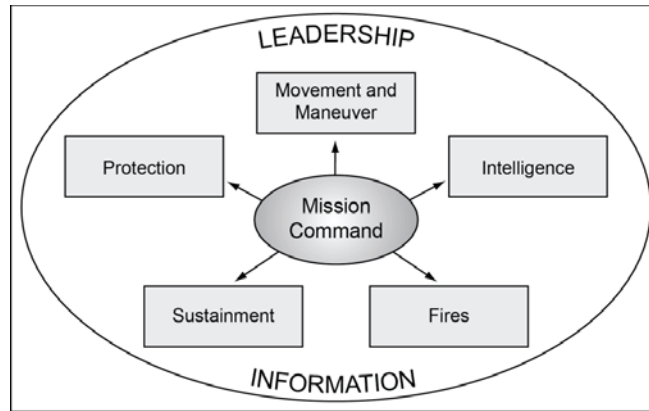 LEADERSHIP
Movement and
Maneuver
Protection
Intelligence
Mission
Command
Sustainment
Fires
INFORMATION